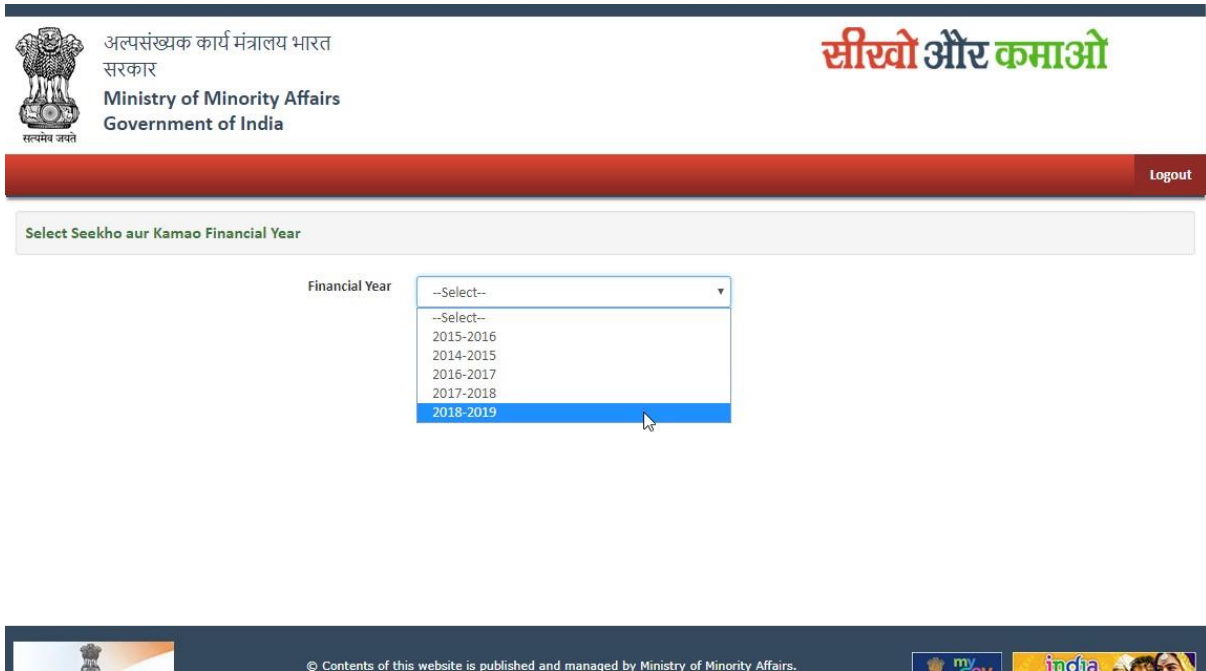 अल्पसंख्यक कार्य मंत्रालय भारत
सरकार
Ministry of Minority Affairs
Government of India
सत्यमेव जयते
सीखो और कमाओ
Logout
Select Seekho aur Kamao Financial Year
Financial Year
--Select--
--Select--
2015-2016
2014-2015
2016-2017
2017-2018
2018-2019
© Contents of this website is published and managed by Ministry of Minority Affairs.
my
india